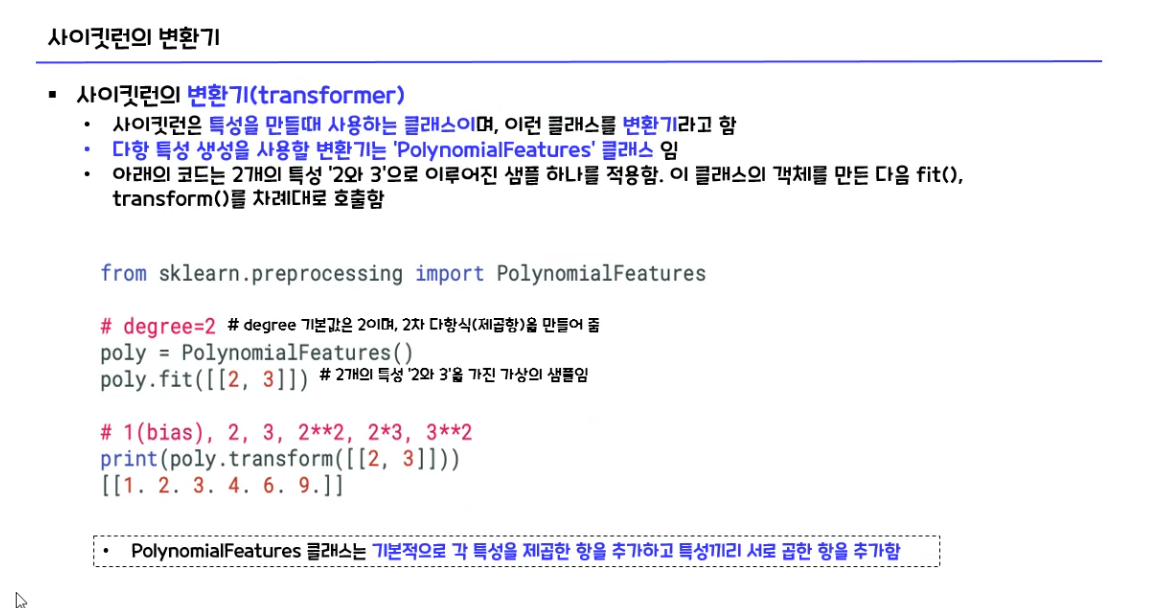 사이킷런의 변환기
▪ 사이킷런의 변환기(transformer)
• 사이킷런은 특성을 만들때 사용하는 클래스이며, 이런 클래스를 변환기라고 함
• 다항 특성 생성을 사용할 변환기는 'PolynomialFeatures' 클래스 임
• 아래의 코드는 2개의 특성 '2와 3'으로 이루어진 샘플 하나를 적용함. 이 클래스의 객체를 만든 다음 fit(),
transform()를 차례대로 호출함
from sklearn.preprocessing import PolynomialFeatures
# degree=2 # degree 기본값은 2이며, 2차 다항식(제곱항)을 만들어 줌
poly = PolynomialFeatures()
poly.fit([[2, 3]]) # 2개의 특성 '2와 3'을 가진 가상의 샘플임
# 1(bias), 2, 3, 2**2, 2*3, 3**2
print(poly.transform([[2, 3]]))
[[1. 2. 3. 4. 6. 9.]]
• PolynomialFeatures 클래스는 기본적으로 각 특성을 제곱한 항을 추가하고 특성끼리 서로 곱한 항을 추가함